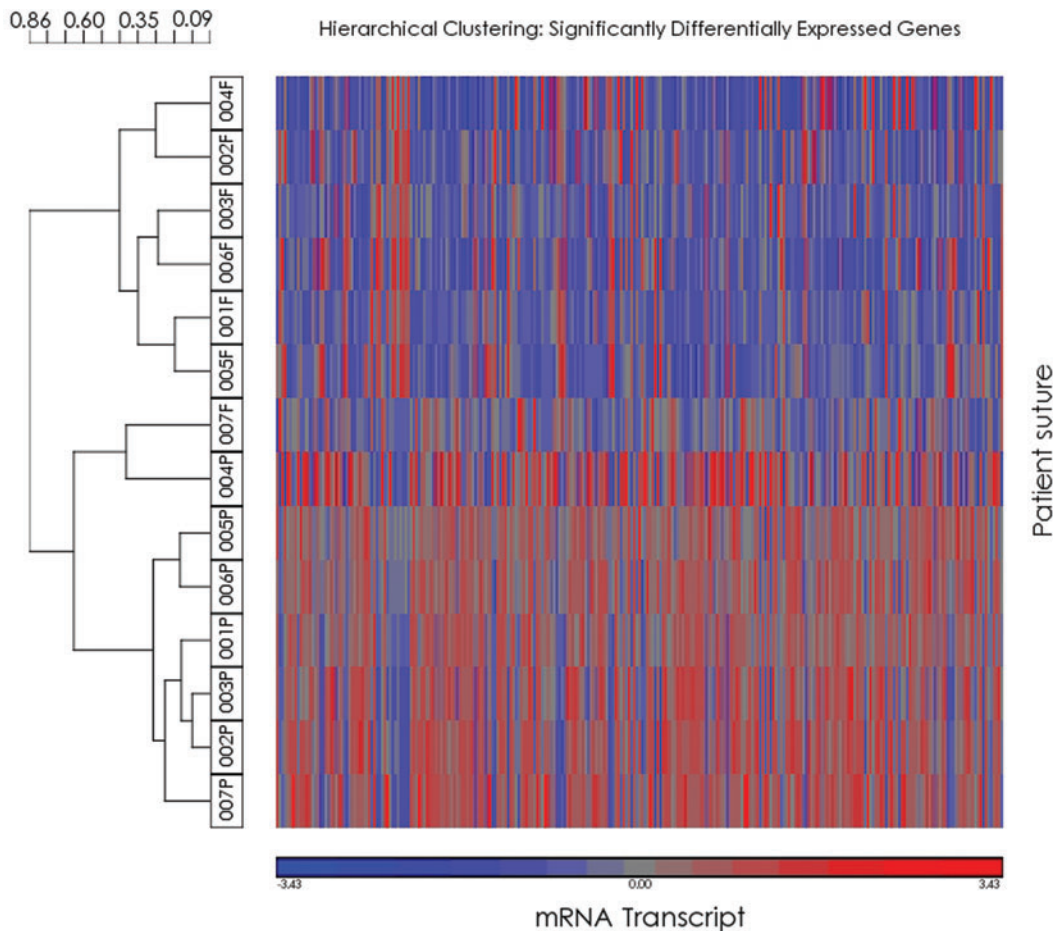 0.86 0.60 0.35 0.09
Hierarchical Clustering: Significantly Differentially Expressed Genes
004F
002F
003F
006F
001F
005F
007F
004P
005P
006P
001P
003P
002P
007P
Patient suture
-3.43 0.00 3.43
mRNA Transcript